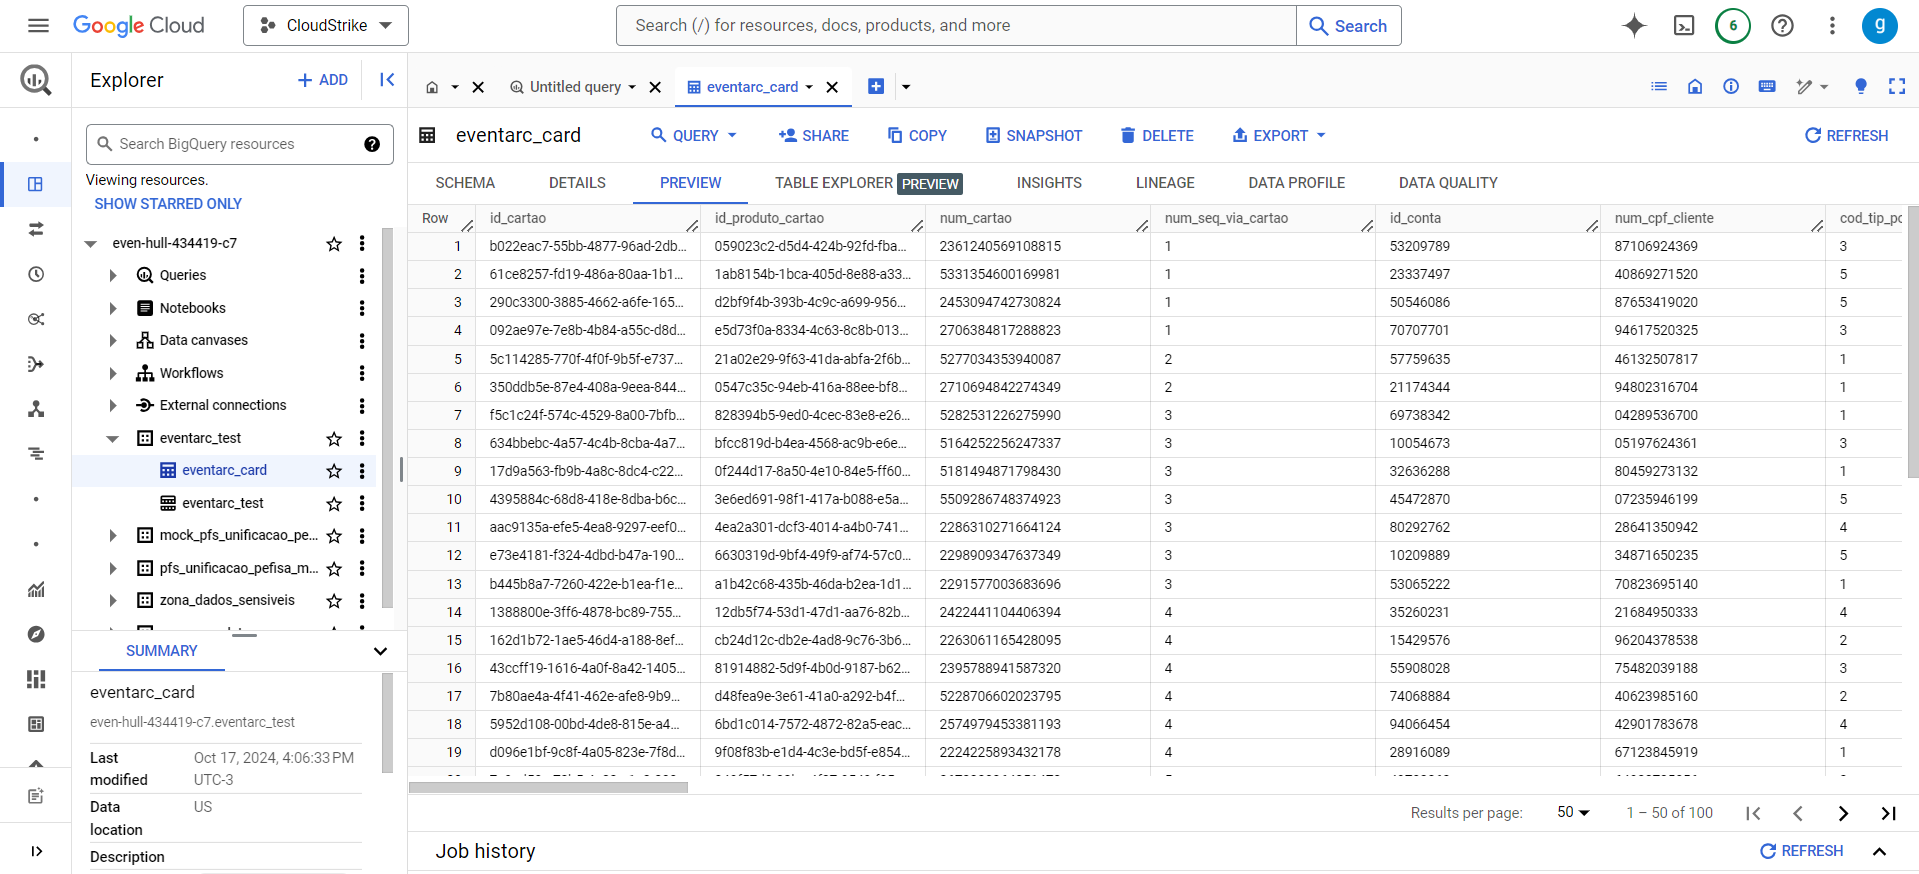 Google Cloud
CloudStrike
Search (/) for resources, docs, products, and more
Search
6
g
Explorer
+ ADD
Search BigQuery resources
?
Viewing resources.
SHOW STARRED ONLY
even-hull-434419-c7
Queries
Notebooks
Data canvases
Workflows
External connections
eventarc_test
eventarc_card
eventarc_test
mock_pfs_unificacao_pe...
pfs_unificacao_pefisa_m...
zona_dados_sensiveis
SUMMARY
eventarc_card
even-hull-434419-c7.eventarc_test
Last modified Oct 17, 2024, 4:06:33 PM UTC-3
Data location US
Description
Untitled query
eventarc_card
eventarc_card
QUERY SHARE COPY SNAPSHOT DELETE EXPORT REFRESH
SCHEMA DETAILS PREVIEW TABLE EXPLORER PREVIEW INSIGHTS LINEAGE DATA PROFILE DATA QUALITY
Row id_cartao id_produto_cartao num_cartao num_seq_via_cartao id_conta num_cpf_cliente cod_tip_po
1 b022eac7-55bb-4877-96ad-2db... 059023c2-d5d4-424b-92fd-fba... 2361240569108815 1 53209789 87106924369 3
2 61ce8257-fd19-486a-80aa-1b1... 1ab8154b-1bca-405d-8e88-a33... 5331354600169981 1 23337497 40869271520 5
3 290c3300-3885-4662-a6fe-165... d2bf9f4b-393b-4c9c-a699-956... 2453094742730824 1 50546086 87653419020 5
4 092ae97e-7e8b-4b84-a55c-d8d... e5d73f0a-8334-4c63-8c8b-013... 2706384817288823 1 70707701 94617520325 3
5 5c114285-770f-4f0f-9b5f-e737... 21a02e29-9f63-41da-abfa-2f6b... 5277034353940087 2 57759635 46132507817 1
6 350ddb5e-87e4-408a-9eea-844... 0547c35c-94eb-416a-88ee-bf8... 2710694842274349 2 21174344 94802316704 1
7 f5c1c24f-574c-4529-8a00-7bfb... 828394b5-9ed0-4cec-83e8-e26... 5282531226275990 3 69738342 04289536700 1
8 634bbebc-4a57-4c4b-8cba-4a7... bfcc819d-b4ea-4568-ac9b-e6e... 5164252256247337 3 10054673 05197624361 3
9 17d9a563-fb9b-4a8c-8dc4-c22... 0f244d17-8a50-4e10-84e5-ff60... 5181494871798430 3 32636288 80459273132 1
10 4395884c-68d8-418e-8dba-b6c... 3e6ed691-98f1-417a-b088-e5a... 5509286748374923 3 45472870 07235946199 5
11 aac9135a-efe5-4ea8-9297-eef0... 4ea2a301-dcf3-4014-a4b0-741... 2286310271664124 3 80292762 28641350942 4
12 e73e4181-f324-4dbd-b47a-190... 6630319d-9bf4-49f9-af74-57c0... 2298909347637349 3 10209889 34871650235 5
13 b445b8a7-7260-422e-b1ea-f1e... a1b42c68-435b-46da-b2ea-1d1... 2291577003683696 3 53065222 70823695140 1
14 1388800e-3ff6-4878-bc89-755... 12db5f74-53d1-47d1-aa76-82b... 2422441104406394 4 35260231 21684950333 4
15 162d1b72-1ae5-46d4-a188-8ef... cb24d12c-db2e-4ad8-9c76-3b6... 2263061165428095 4 15429576 96204378538 2
16 43ccff19-1616-4a0f-8a42-1405... 81914882-5d9f-4b0d-9187-b62... 2395788941587320 4 55908028 75482039188 3
17 7b80ae4a-4f41-462e-afe8-9b9... d48fea9e-3e61-41a0-a292-b4f... 5228706602023795 4 74068884 40623985160 2
18 5952d108-00bd-4de8-815e-a4... 6bd1c014-7572-4872-82a5-eac... 2574979453381193 4 94066454 42901783678 4
19 d096e1bf-9c8f-4a05-823e-7f8d... 9f08f83b-e1d4-4c3e-bd5f-e854... 2224225893432178 4 28916089 67123845919 1
Results per page: 50 1 – 50 of 100
Job history
REFRESH